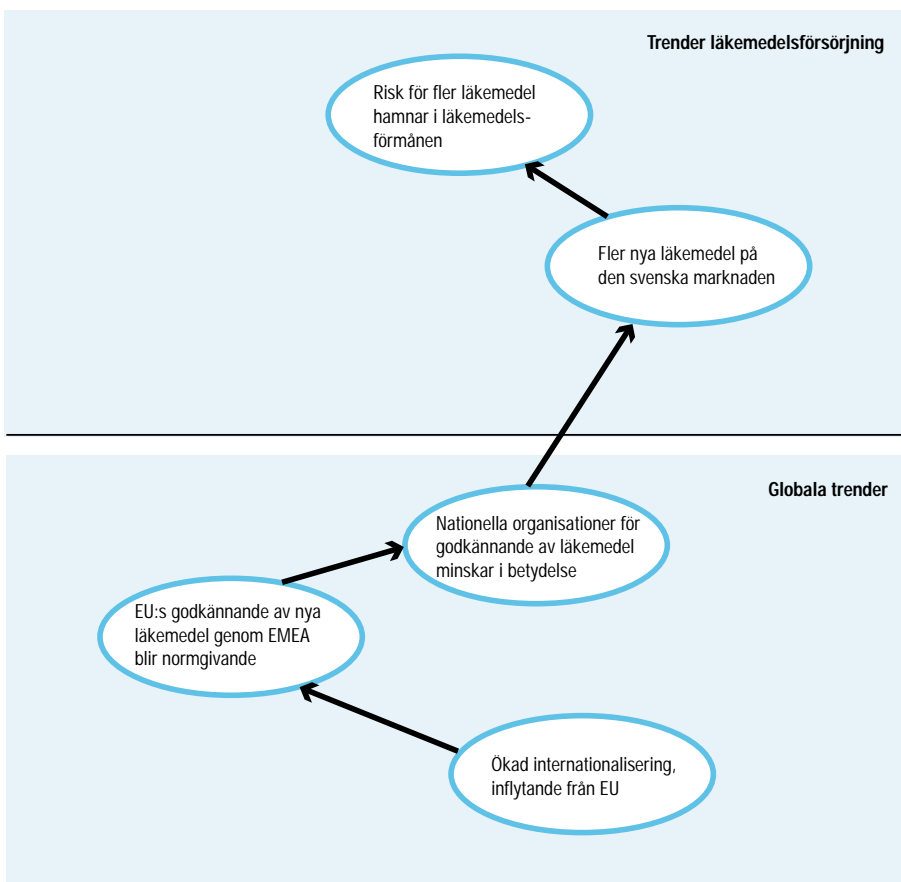 Trender läkemedelsförsörjning
Risk för fler läkemedel
hamnar i läkemedels-
förmånen
Fler nya läkemedel på
den svenska marknaden
Globala trender
Nationella organisationer för
godkännande av läkemedel
minskar i betydelse
EU:s godkännande av nya
läkemedel genom EMEA
blir normgivande
Ökad internationalisering,
inflytande från EU